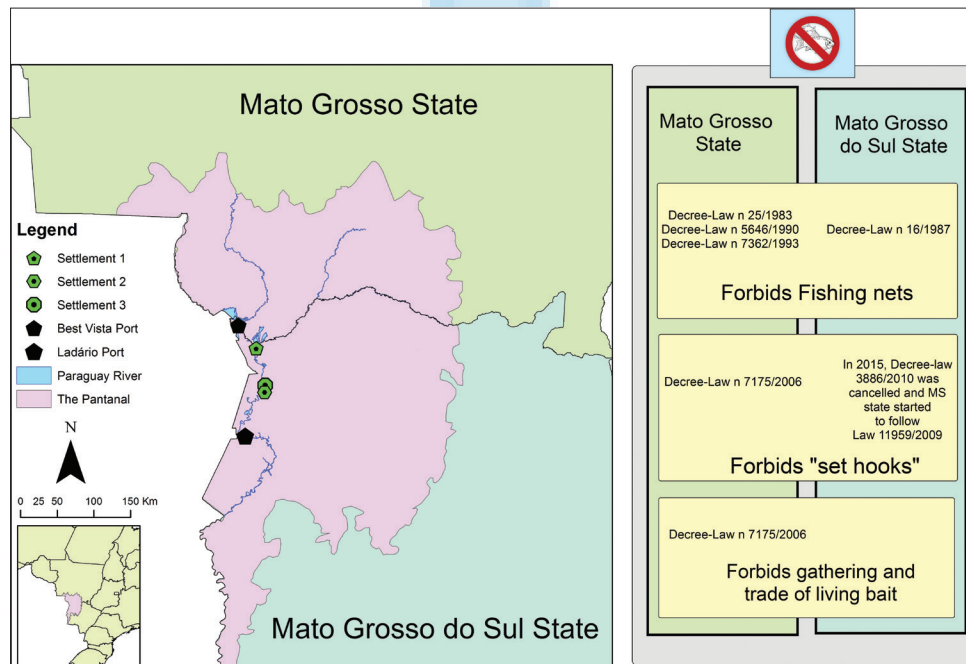 Mato Grosso State
Legend
Settlement 1
Settlement 2
Settlement 3
Best Vista Port
Ladário Port
Paraguay River
The Pantanal
N
0 25 50 100 150 Km
Mato Grosso do Sul State
Mato Grosso
State
Mato Grosso
do Sul State
Decree-Law n 25/1983
Decree-Law n 5646/1990
Decree-Law n 7362/1993
Decree-Law n 16/1987
Forbids Fishing nets
Decree-Law n 7175/2006
In 2015, Decree-law
3886/2010 was
cancelled and MS
state started
to follow
Law 11959/2009
Forbids "set hooks"
Decree-Law n 7175/2006
Forbids gathering and
trade of living bait